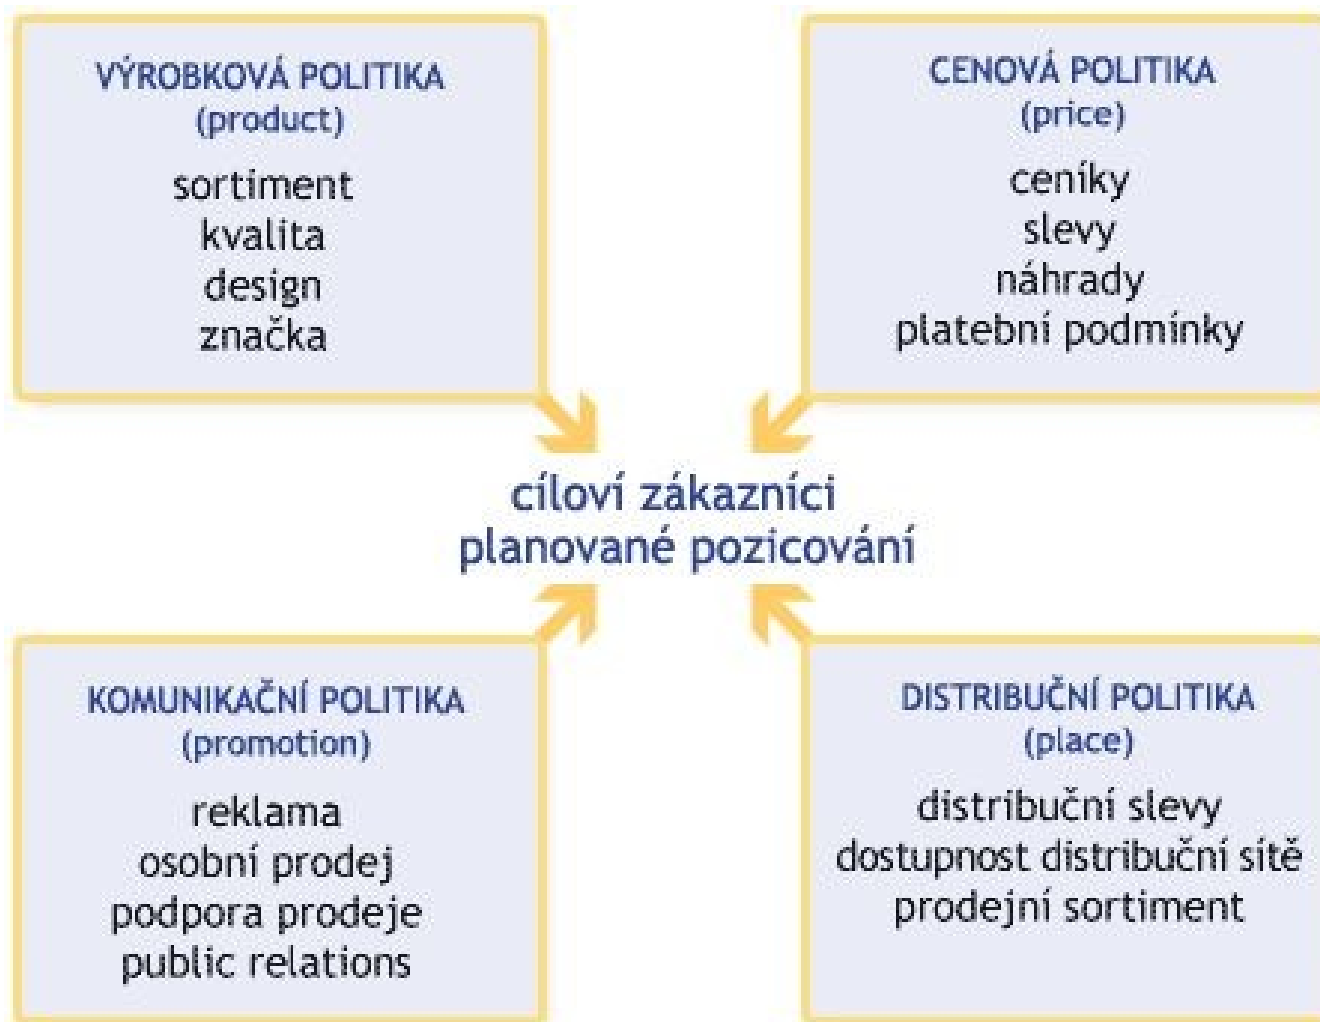 VÝROBKOVÁ POLITIKA
(product)
sortiment
kvalita
design
značka
CENOVÁ POLITIKA
(price)
ceníky
slevy
náhrady
platební podmínky
cíloví zákazníci
planované pozicování
KOMUNIKAČNÍ POLITIKA
(promotion)
reklama
osobní prodej
podpora prodeje
public relations
DISTRIBUČNÍ POLITIKA
(place)
distribuční slevy
dostupnost distribuční sítě
prodejní sortiment